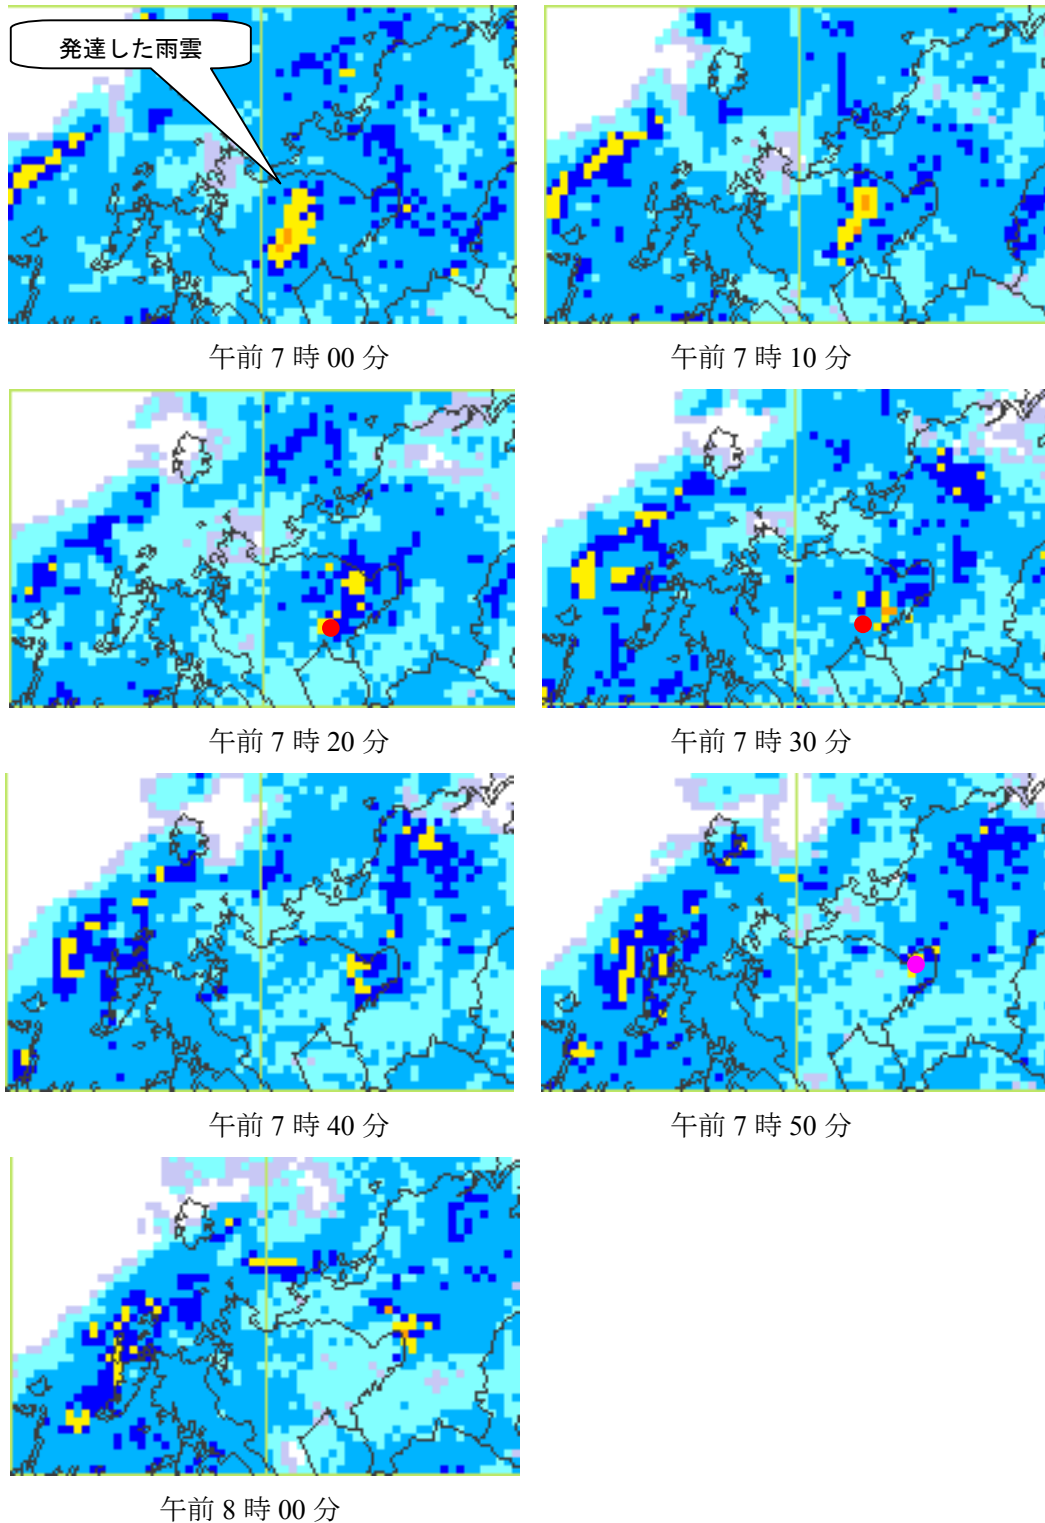 発達した雨雲
午前 7 時 00 分
午前 7 時 10 分
午前 7 時 20 分
午前 7 時 30 分
午前 7 時 40 分
午前 7 時 50 分
午前 8 時 00 分